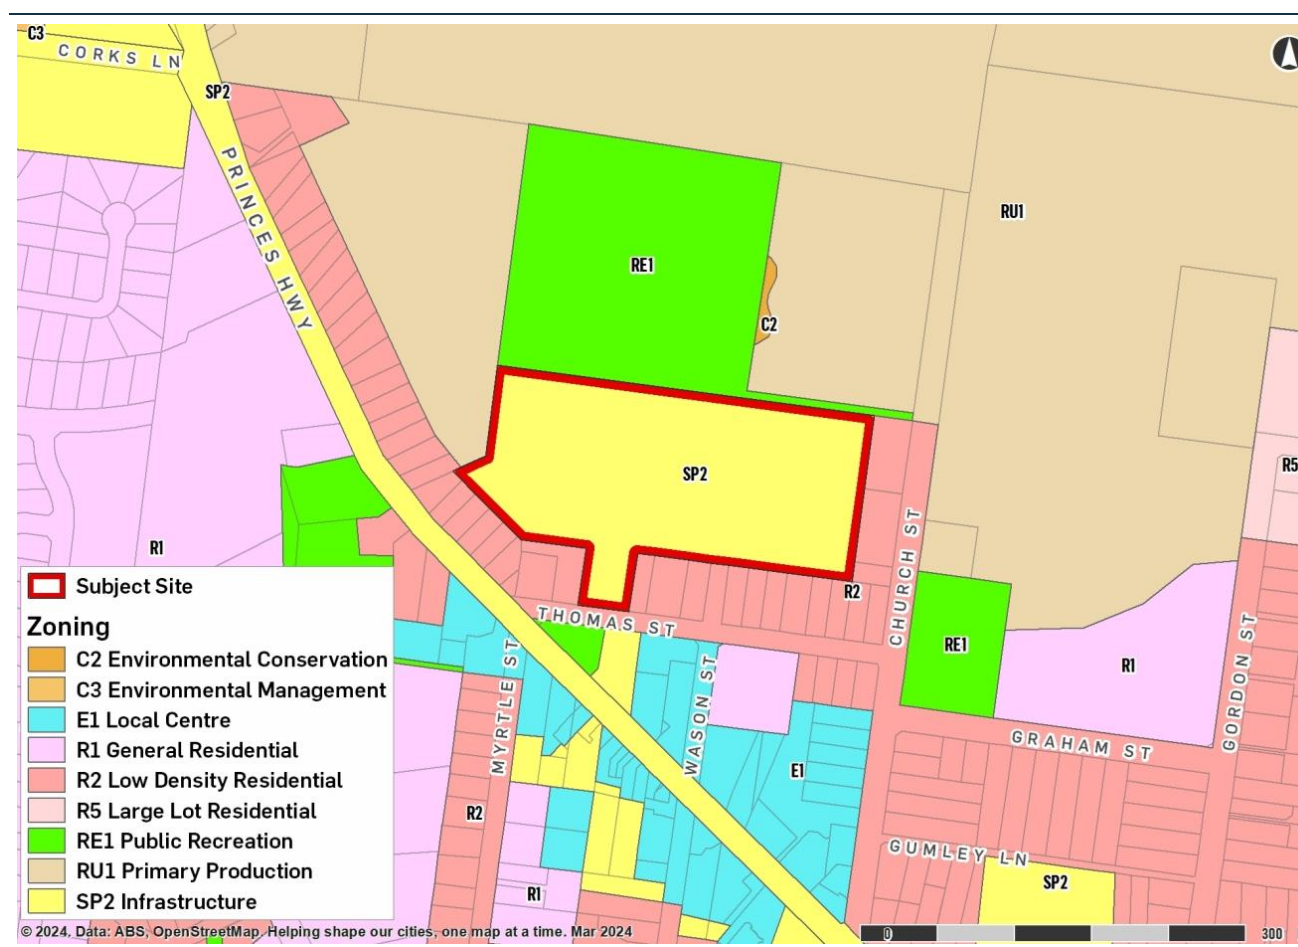 C3
CORKS LN
SP2
PRINCES HWY
RU1
RE1
C2
SP2
R5
R1
R2
CHURCH ST
THOMAS ST
RE1
R1
GORDON ST
MYRTLE ST
WASON ST
GRAHAM ST
E1
R2
GUMLEY LN
SP2
R1
Subject Site
Zoning
C2 Environmental Conservation
C3 Environmental Management
E1 Local Centre
R1 General Residential
R2 Low Density Residential
R5 Large Lot Residential
RE1 Public Recreation
RU1 Primary Production
SP2 Infrastructure
© 2024. Data: ABS, OpenStreetMap. Helping shape our cities, one map at a time. Mar 2024
0 300